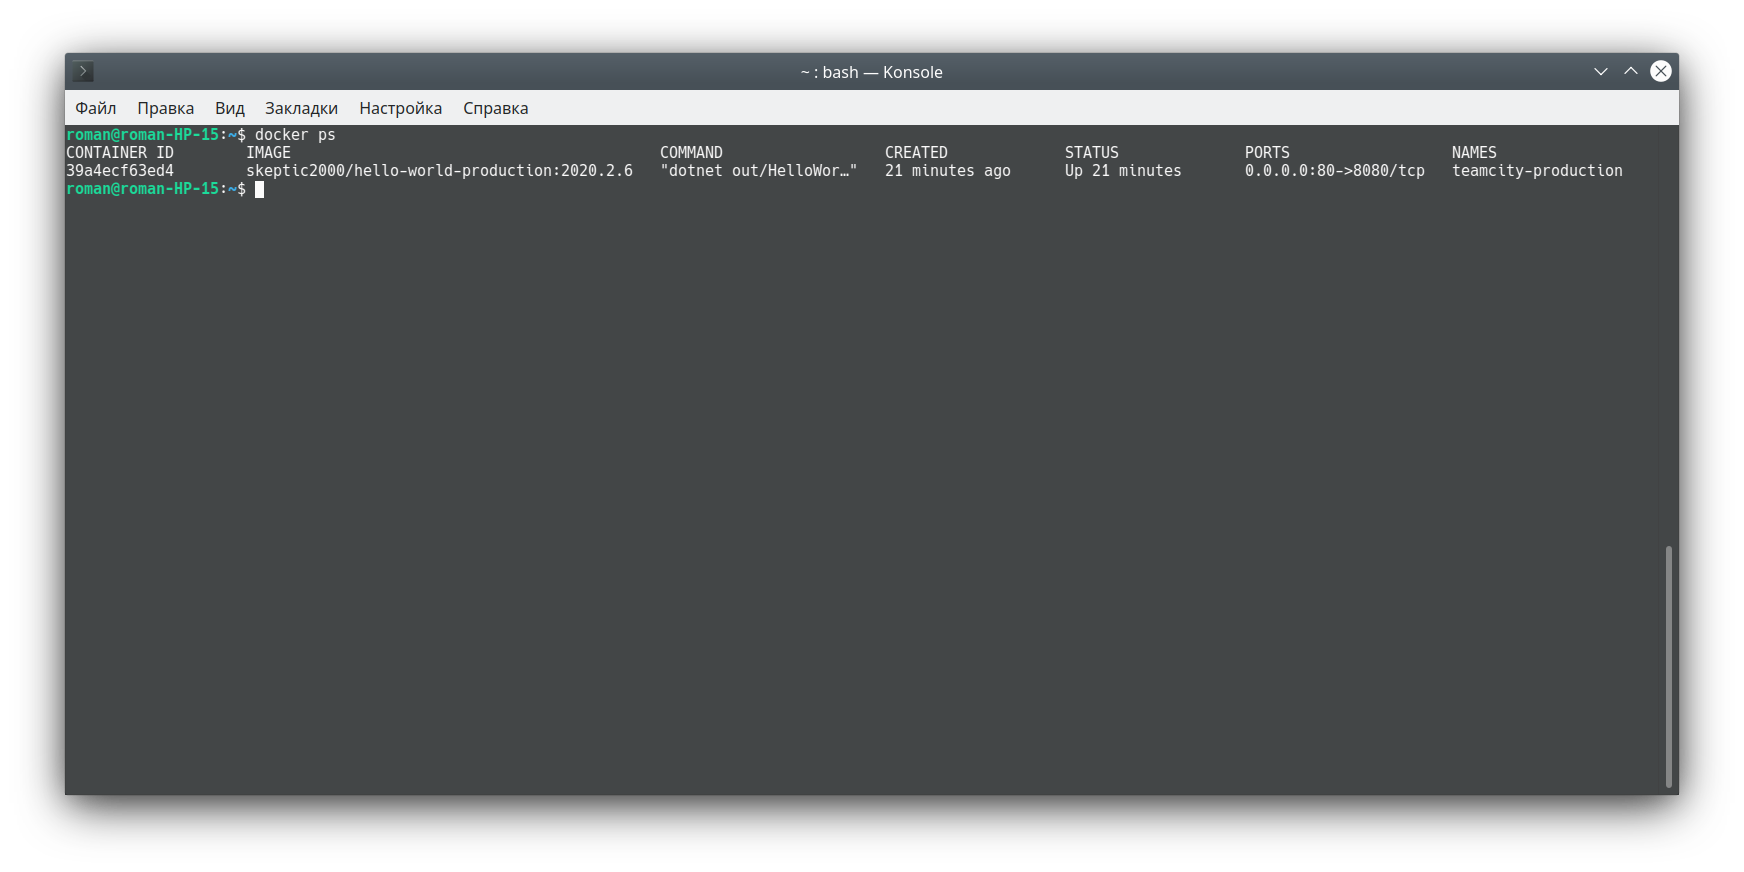 ~ : bash — Konsole
Файл Правка Вид Закладки Настройка Справка
roman@roman-HP-15:~$ docker ps
CONTAINER ID IMAGE COMMAND CREATED STATUS PORTS NAMES
39a4ecf63ed4 skeptic2000/hello-world-production:2020.2.6 "dotnet out/HelloWor…" 21 minutes ago Up 21 minutes 0.0.0.0:80->8080/tcp teamcity-production
roman@roman-HP-15:~$